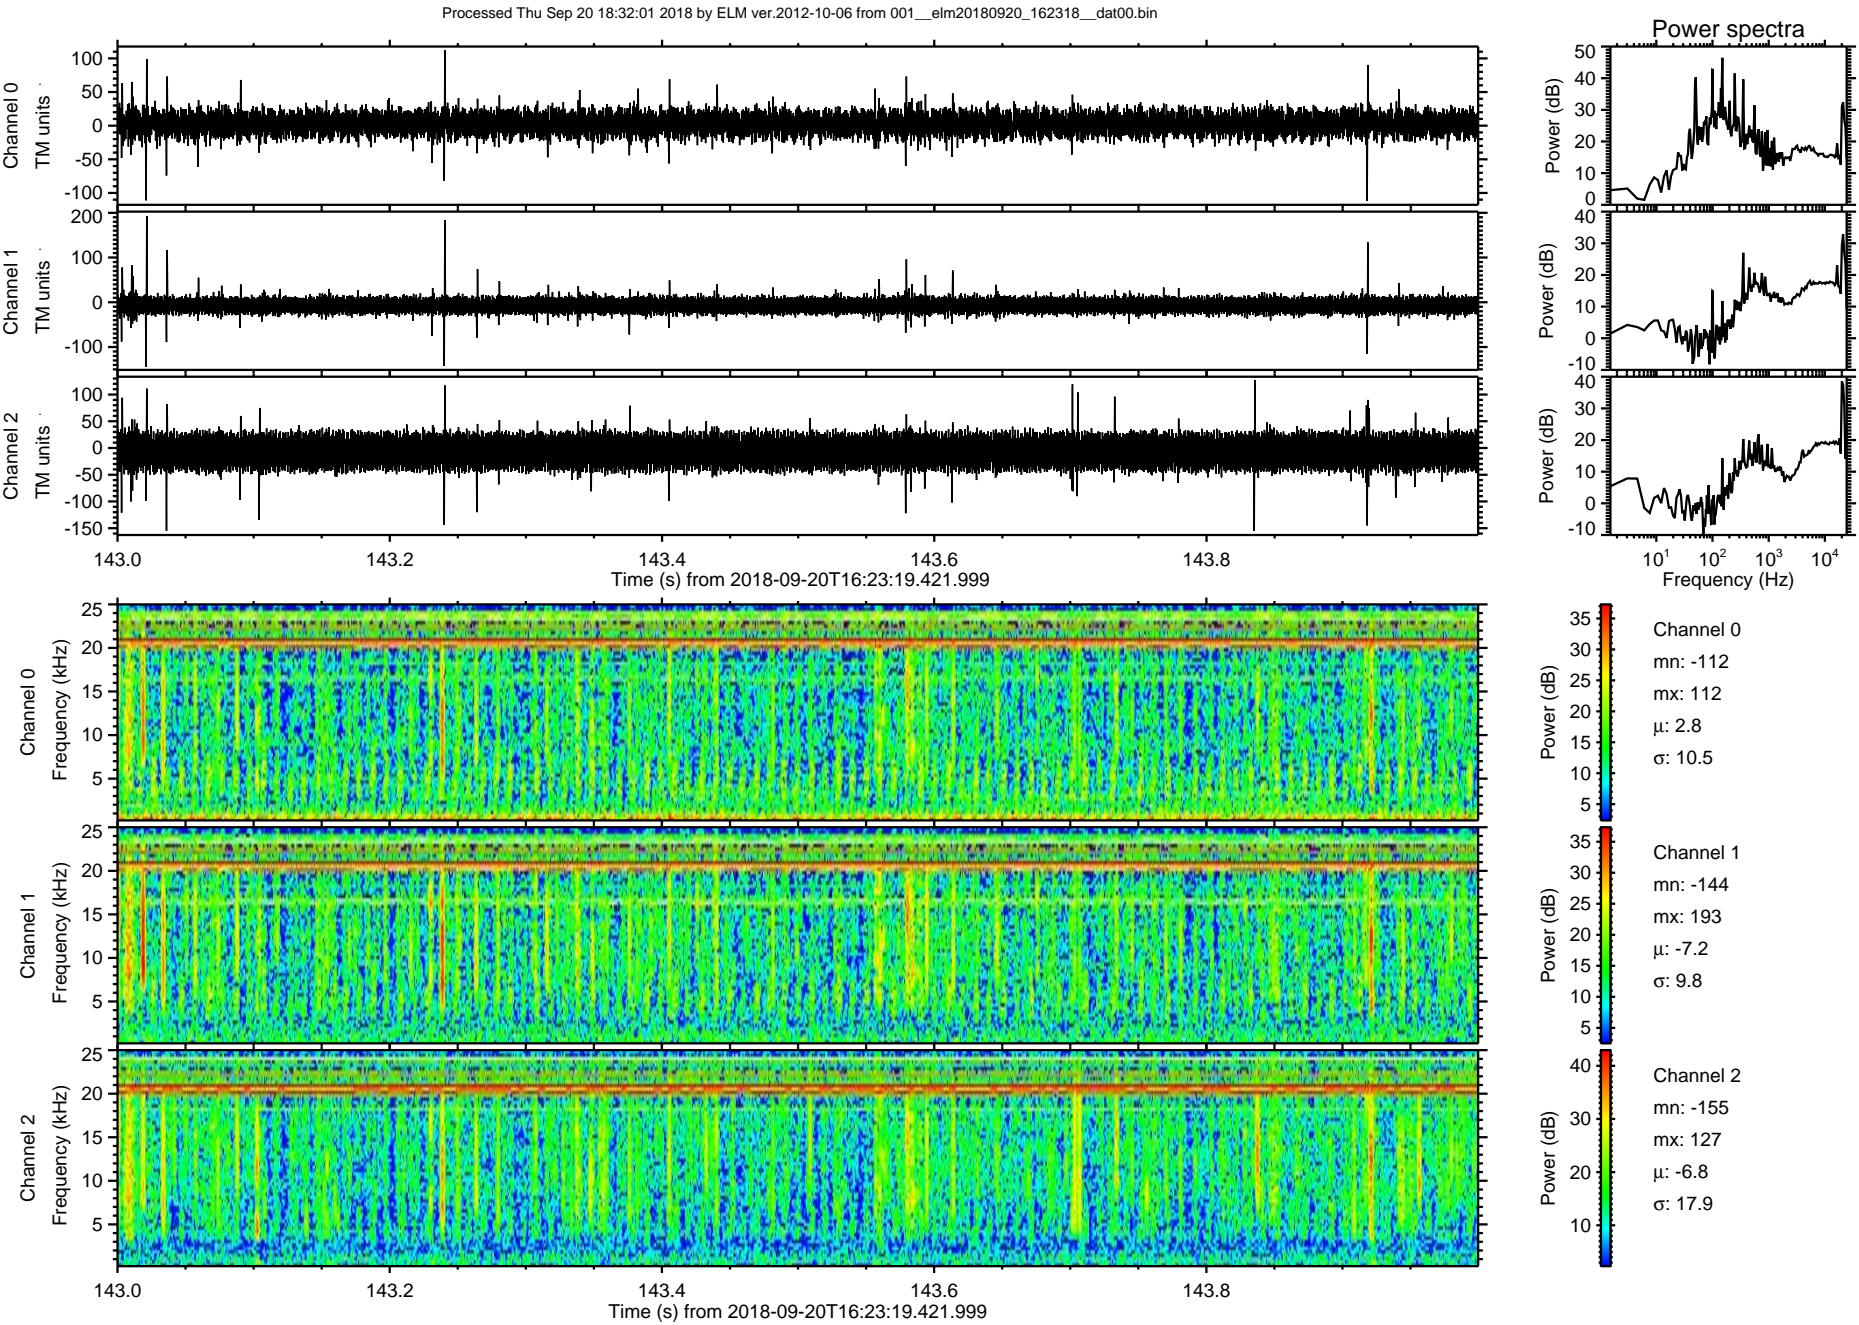 Processed Thu Sep 20 18:32:01 2018 by ELM ver.2012-10-06 from 001__elm20180920_162318__dat00.bin
Power spectra
Channel 0
TM units
100
50
0
-50
-100
Power (dB)
50
40
30
20
10
0
Channel 1
TM units
200
100
0
-100
Power (dB)
40
30
20
10
0
-10
Channel 2
TM units
100
50
0
-50
-100
-150
Power (dB)
40
30
20
10
0
-10
143.0 143.2 143.4 143.6 143.8
Time (s) from 2018-09-20T16:23:19.421.999
10¹ 10² 10³ 10⁴
Frequency (Hz)
Channel 0
Frequency (kHz)
25
20
15
10
5
Power (dB)
35
30
25
20
15
10
5
Channel 0
mn: -112
mx: 112
µ: 2.8
σ: 10.5
Channel 1
Frequency (kHz)
25
20
15
10
5
Power (dB)
35
30
25
20
15
10
5
Channel 1
mn: -144
mx: 193
µ: -7.2
σ: 9.8
Channel 2
Frequency (kHz)
25
20
15
10
5
Power (dB)
40
30
20
10
Channel 2
mn: -155
mx: 127
µ: -6.8
σ: 17.9
143.0 143.2 143.4 143.6 143.8
Time (s) from 2018-09-20T16:23:19.421.999